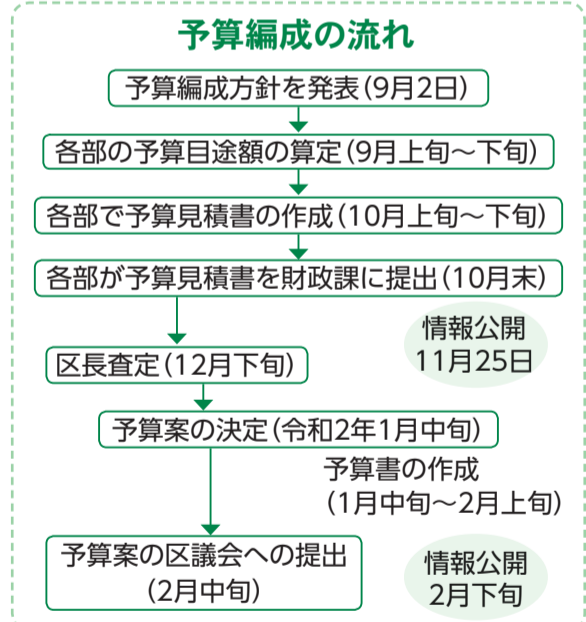 予算編成の流れ
予算編成方針を発表(9月2日)
各部の予算目途額の算定(9月上旬～下旬)
各部で予算見積書の作成(10月上旬～下旬)
各部が予算見積書を財政課に提出(10月末)
情報公開
11月25日
区長査定(12月下旬)
予算案の決定(令和2年1月中旬)
予算書の作成
(1月中旬～2月上旬)
予算案の区議会への提出
(2月中旬)
情報公開
2月下旬